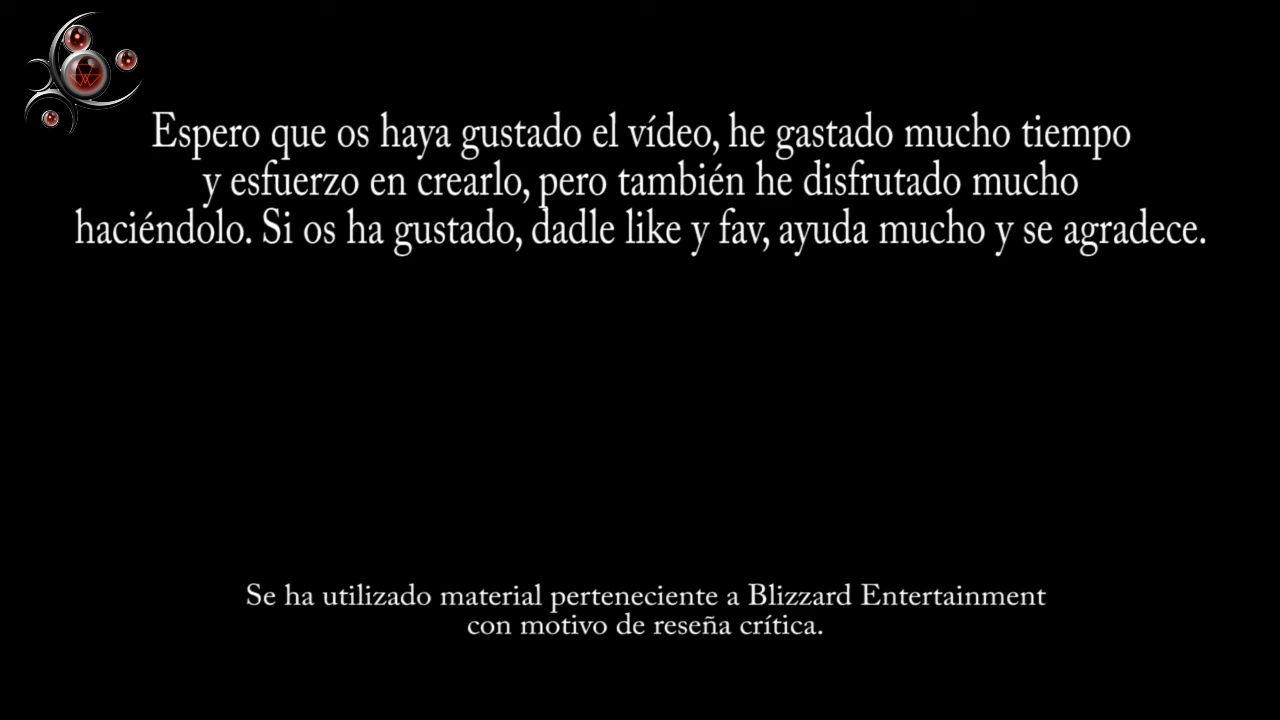 Espero que os haya gustado el vídeo, he gastado mucho tiempo
y esfuerzo en crearlo, pero también he disfrutado mucho
haciéndolo. Si os ha gustado, dadle like y fav, ayuda mucho y se agradece.
Se ha utilizado material perteneciente a Blizzard Entertainment
con motivo de reseña crítica.